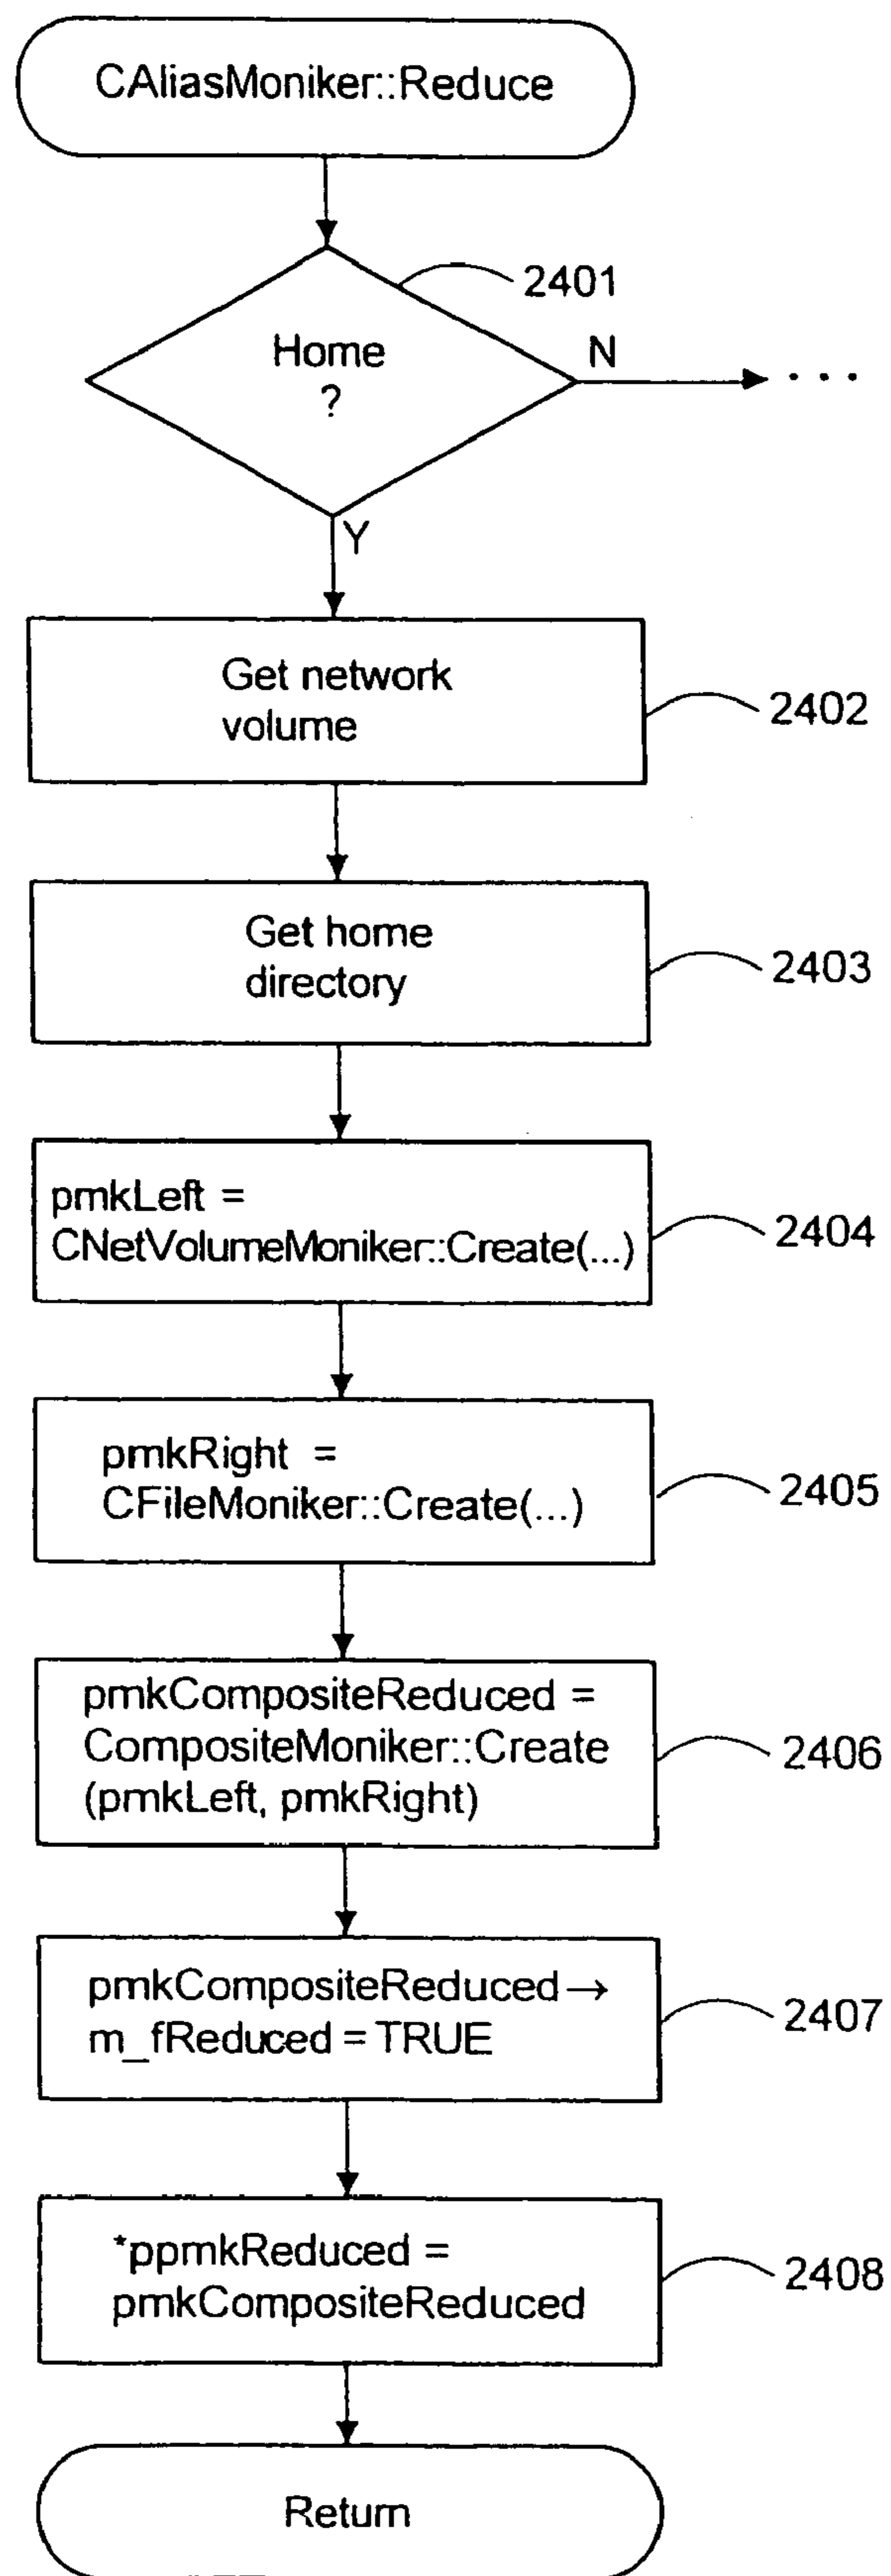 CAliasMoniker::Reduce
2401
Home
?
N
. . .
Y
Get network
volume
2402
Get home
directory
2403
pmkLeft =
CNetVolumeMoniker::Create(...)
2404
pmkRight =
CFileMoniker::Create(...)
2405
pmkCompositeReduced =
CompositeMoniker::Create
(pmkLeft, pmkRight)
2406
pmkCompositeReduced→
m_fReduced = TRUE
2407
*ppmkReduced =
pmkCompositeReduced
2408
Return